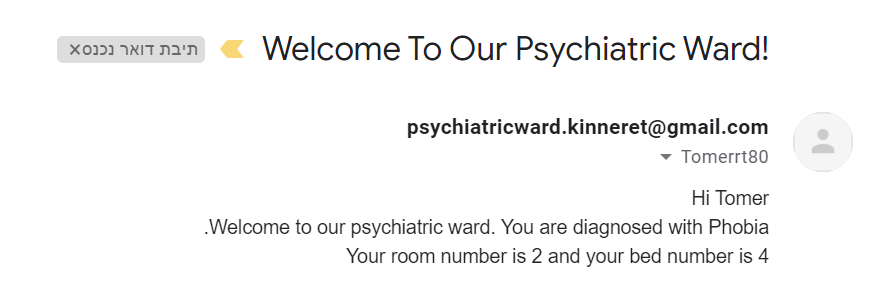 Welcome To Our Psychiatric Ward!
תיבת דואר נכנס×
psychiatricward.kinneret@gmail.com
Tomerrt80
Hi Tomer
.Welcome to our psychiatric ward. You are diagnosed with Phobia
Your room number is 2 and your bed number is 4